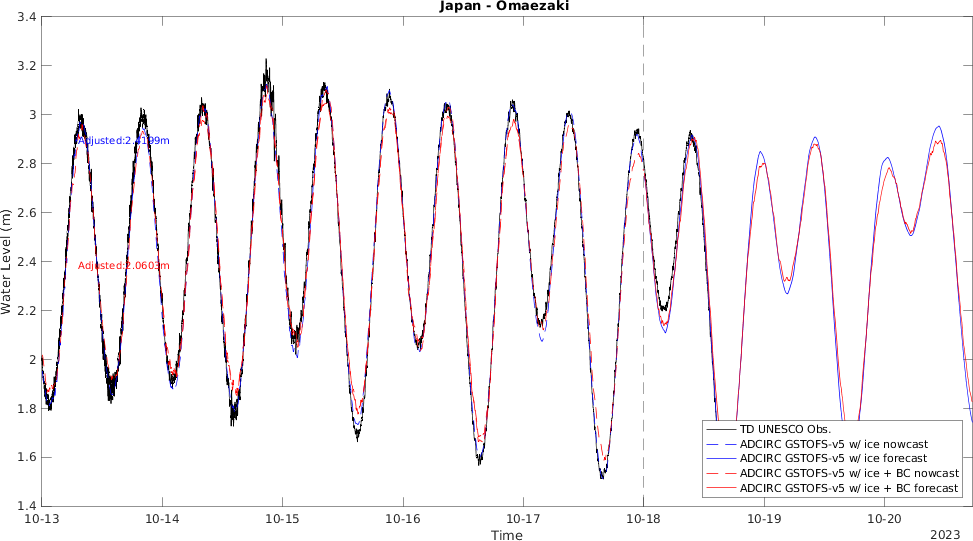 Japan - Omaezaki
3.4
3.2
3
2.8
2.6
2.4
2.2
2
1.8
1.6
1.4
Water Level (m)
Adjusted:2.0603m
TD UNESCO Obs.
ADCIRC GSTOFS-v5 w/ ice nowcast
ADCIRC GSTOFS-v5 w/ ice forecast
ADCIRC GSTOFS-v5 w/ ice + BC nowcast
ADCIRC GSTOFS-v5 w/ ice + BC forecast
10-13 10-14 10-15 10-16 10-17 10-18 10-19 10-20
Time
2023